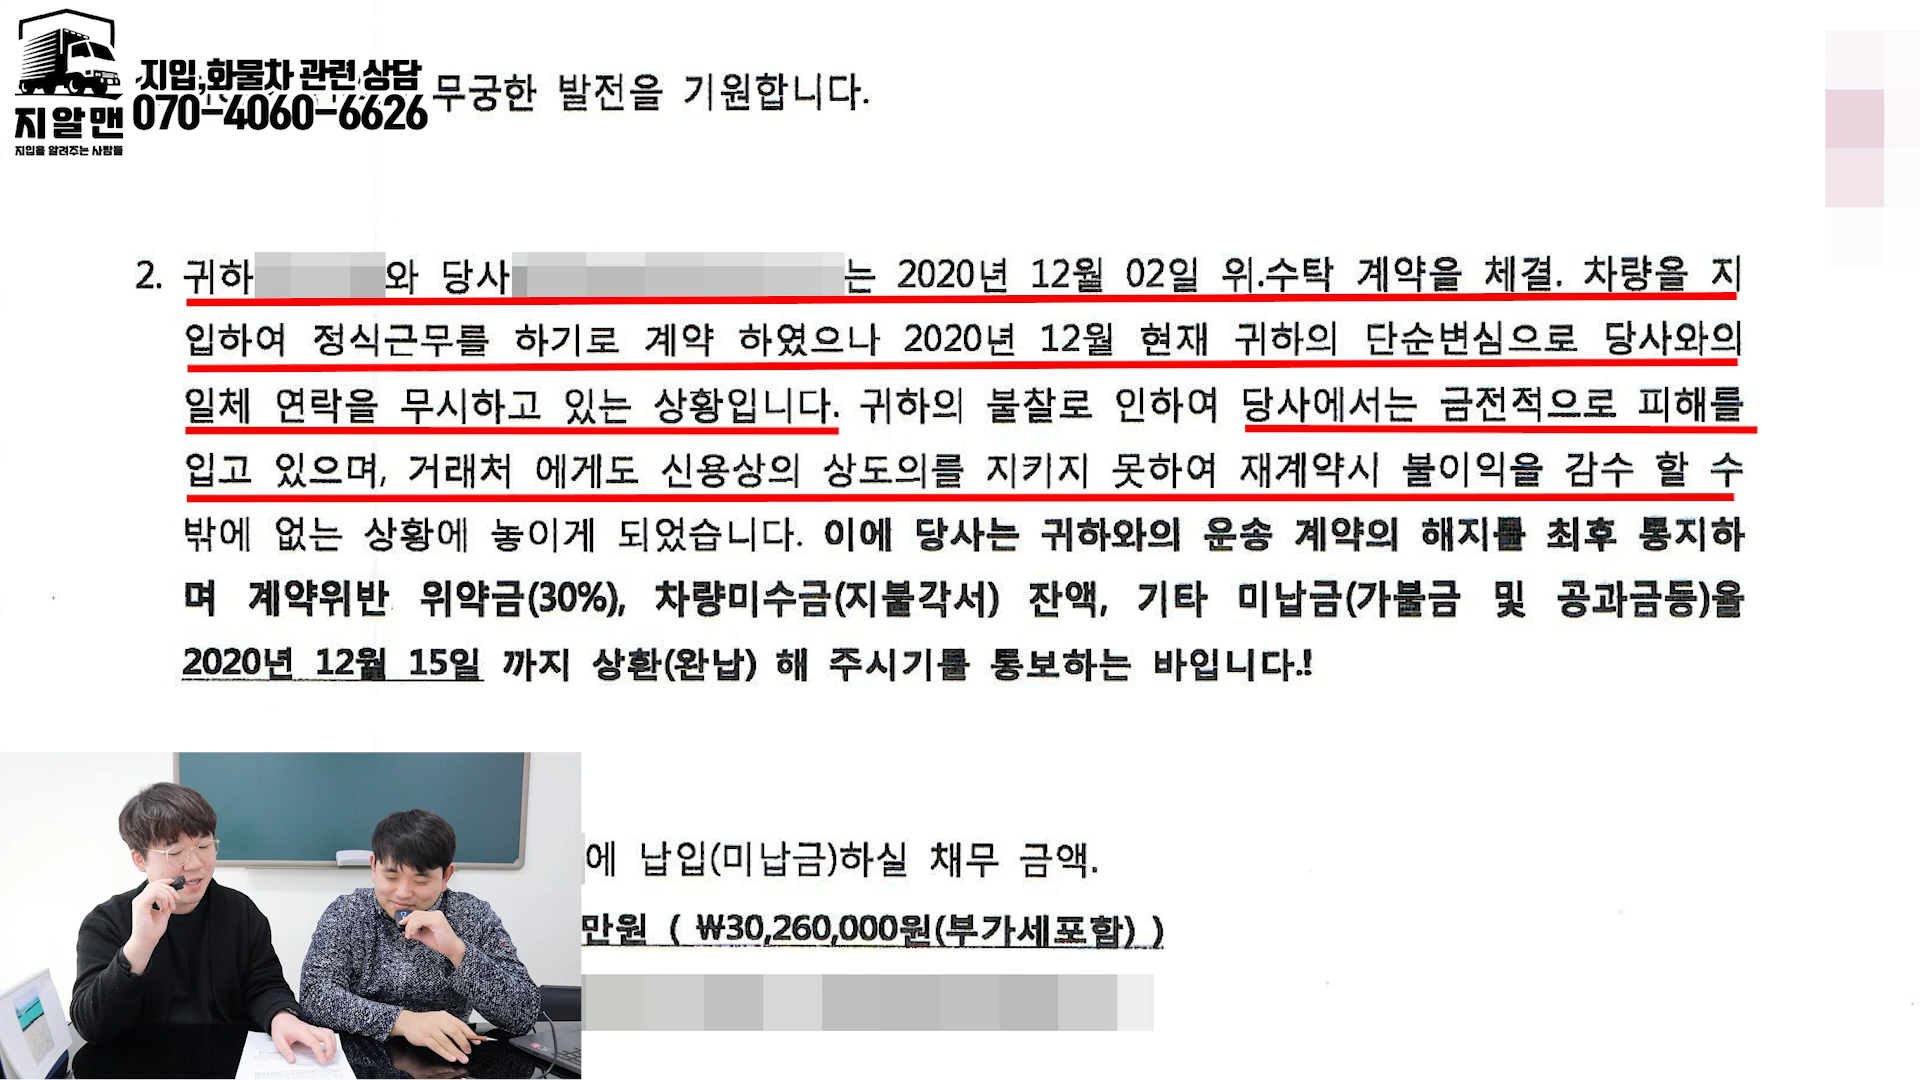 지입,화물차 관련 상담
070-4060-6626
지알맨
지입을 알려주는 사람들
무궁한 발전을 기원합니다.
2. 귀하 와 당사 는 2020년 12월 02일 위.수탁 계약을 체결. 차량을 지
입하여 정식근무를 하기로 계약 하였으나 2020년 12월 현재 귀하의 단순변심으로 당사와의
일체 연락을 무시하고 있는 상황입니다. 귀하의 불찰로 인하여 당사에서는 금전적으로 피해를
입고 있으며, 거래처 에게도 신용상의 상도의를 지키지 못하여 재계약시 불이익을 감수 할 수
밖에 없는 상황에 놓이게 되었습니다. 이에 당사는 귀하와의 운송 계약의 해지를 최후 통지하
며 계약위반 위약금(30%), 차량미수금(지불각서) 잔액, 기타 미납금(가불금 및 공과금등)을
2020년 12월 15일 까지 상환(완납) 해 주시기를 통보하는 바입니다.!
에 납입(미납금)하실 채무 금액.
만원 ( ₩30,260,000원(부가세포함) )